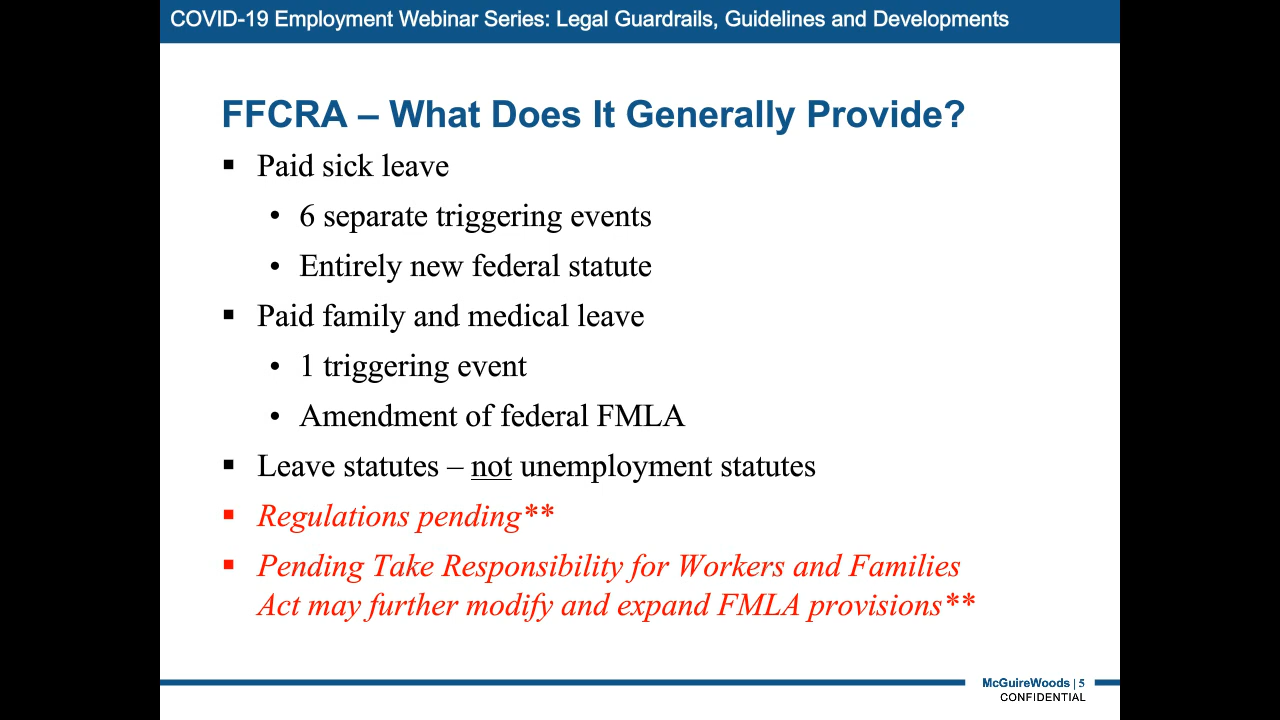 COVID-19 Employment Webinar Series: Legal Guardrails, Guidelines and Developments
FFCRA – What Does It Generally Provide?
▪ Paid sick leave
• 6 separate triggering events
• Entirely new federal statute
▪ Paid family and medical leave
• 1 triggering event
• Amendment of federal FMLA
▪ Leave statutes – not unemployment statutes
▪ Regulations pending**
▪ Pending Take Responsibility for Workers and Families
Act may further modify and expand FMLA provisions**
McGuireWoods | 5
CONFIDENTIAL